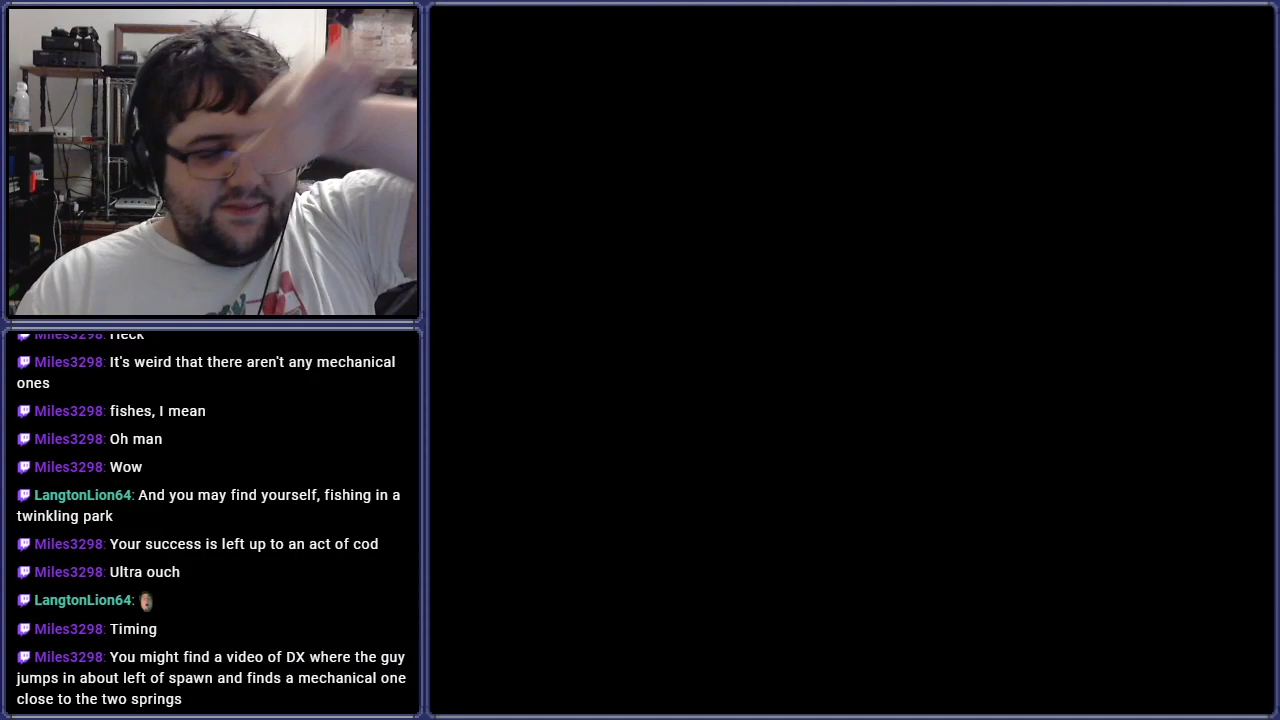 Miles3298: Heck
Miles3298: It's weird that there aren't any mechanical
ones
Miles3298: fishes, I mean
Miles3298: Oh man
Miles3298: Wow
LangtonLion64: And you may find yourself, fishing in a
twinkling park
Miles3298: Your success is left up to an act of cod
Miles3298: Ultra ouch
LangtonLion64:
Miles3298: Timing
Miles3298: You might find a video of DX where the guy
jumps in about left of spawn and finds a mechanical one
close to the two springs